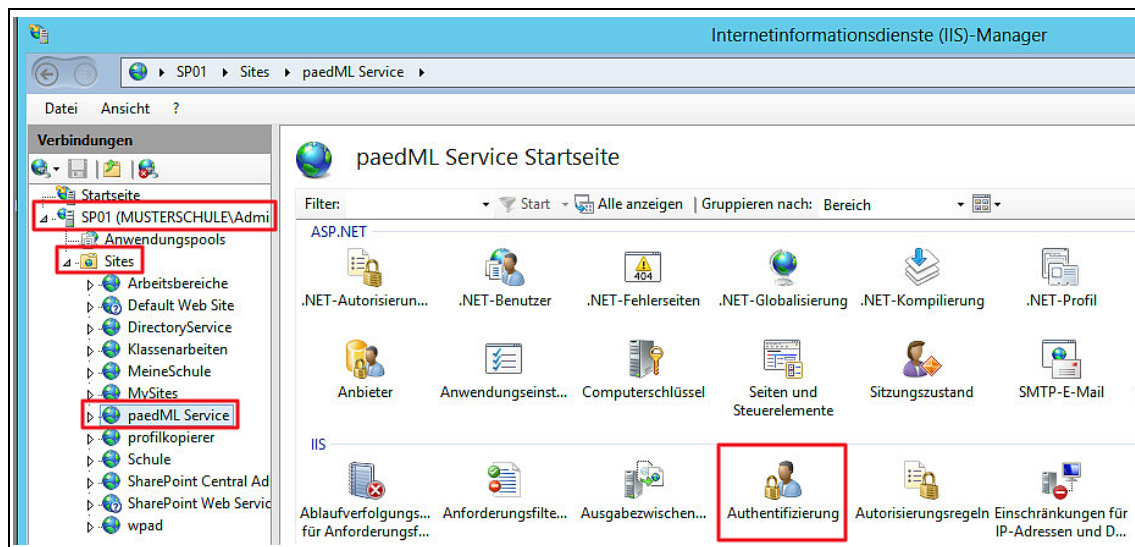 Internetinformationsdienste (IIS)-Manager
SP01 Sites paedML Service
Datei Ansicht ?
Verbindungen
Startseite
SP01 (MUSTERSCHULE\Admi
Anwendungspools
Sites
Arbeitsbereiche
Default Web Site
DirectoryService
Klassenarbeiten
MeineSchule
MySites
paedML Service
profilkopierer
Schule
SharePoint Central Ad
SharePoint Web Servic
wpad
paedML Service Startseite
Filter: Start Alle anzeigen Gruppieren nach: Bereich
ASP.NET
.NET-Autorisierun... .NET-Benutzer .NET-Fehlerseiten .NET-Globalisierung .NET-Kompilierung .NET-Profil
404
Anbieter Anwendungseinst... Computerschlüssel Seiten und Sitzungszustand SMTP-E-Mail
Steuerelemente
IIS
Ablaufverfolgungs... Anforderungsfilte... Ausgabezwischen... Authentifizierung Autorisierungsregeln Einschränkungen für
für Anforderungsf... IP-Adressen und D...